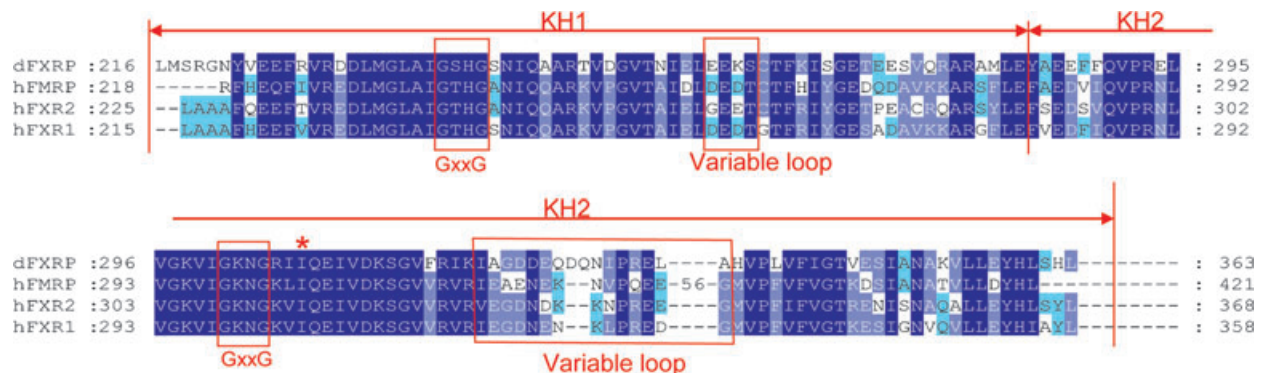 KH1 KH2
dFXRP :216 LMSRGNYVEEFRVRDDLMGLAIGSHGSNIQAARTVDGVTNIELEEKSCTFKISGETEESVQRARAMLEYAEEFFQVPREL : 295
hFMRP :218 -----RFHEQFIVREDLMGLAIGTHGANIQQARKVPGVTAIDLDEDTCTFHIYGEDQDAVKKARSFLEFAEDVIQVPRNL : 292
hFXR2 :225 --LAAAFQEEFTVREDLMGLAIGTHGANIQQARKVPGVTAIELGEETCTFRIYGETPEACRQARSYLEFSEDSVQVPRNL : 302
hFXR1 :215 --LAAAFHEEFVVREDLMGLAIGTHGSNIQQARKVPGVTAIELDEDTGTFRIYGESADAVKKARGFLEFVEDFIQVPRNL : 292
GxxG Variable loop
KH2
*
dFXRP :296 VGKVIGKNGRIIQEIVDKSGVFRIKIAGDDEQDQNIPREL----AHVPLVFIGTVESIANAKVLLEYHLSHL-------- : 363
hFMRP :293 VGKVIGKNGKLIQEIVDKSGVVRVRIEAENEK--NVPQEE-56-GMVPFVFVGTKDSIANATVLLDYHL----------- : 421
hFXR2 :303 VGKVIGKNGKVIQEIVDKSGVVRVRVEGDNDK--KNPREE----GMVPFIFVGTRENISNAQALLEYHLSYL-------- : 368
hFXR1 :293 VGKVIGKNGKVIQEIVDKSGVVRVRIEGDNEN--KLPRED----GMVPFVFVGTKESIGNVQVLLEYHIAYL-------- : 358
GxxG Variable loop